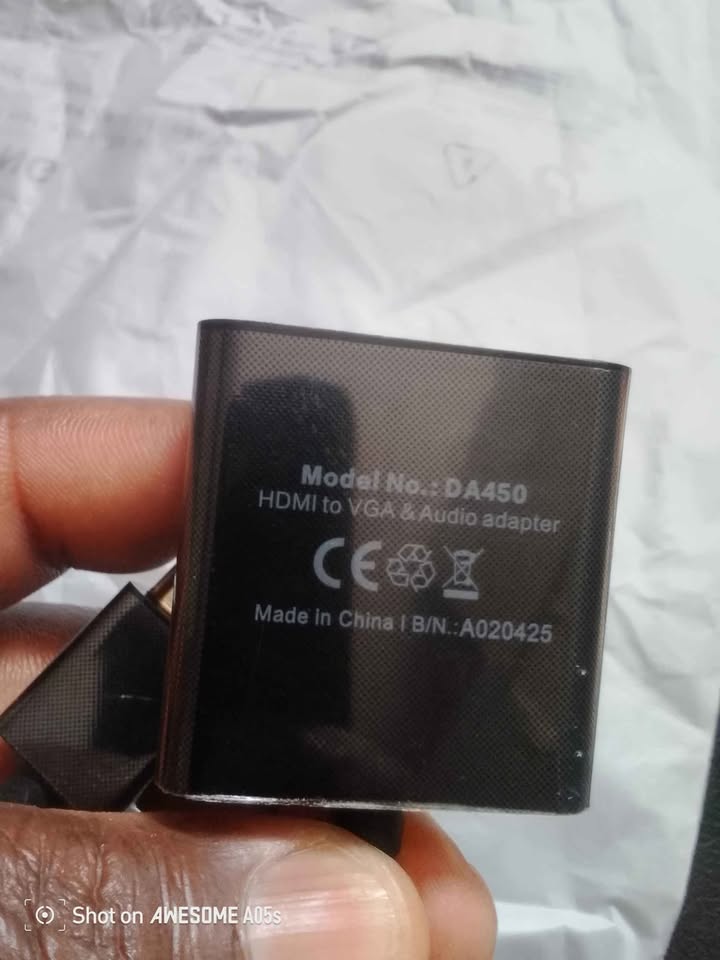 Model No.: DA450
HDMI to VGA & Audio adapter
CE
Made in China I B/N.:A020425
Shot on AWESOME A05s